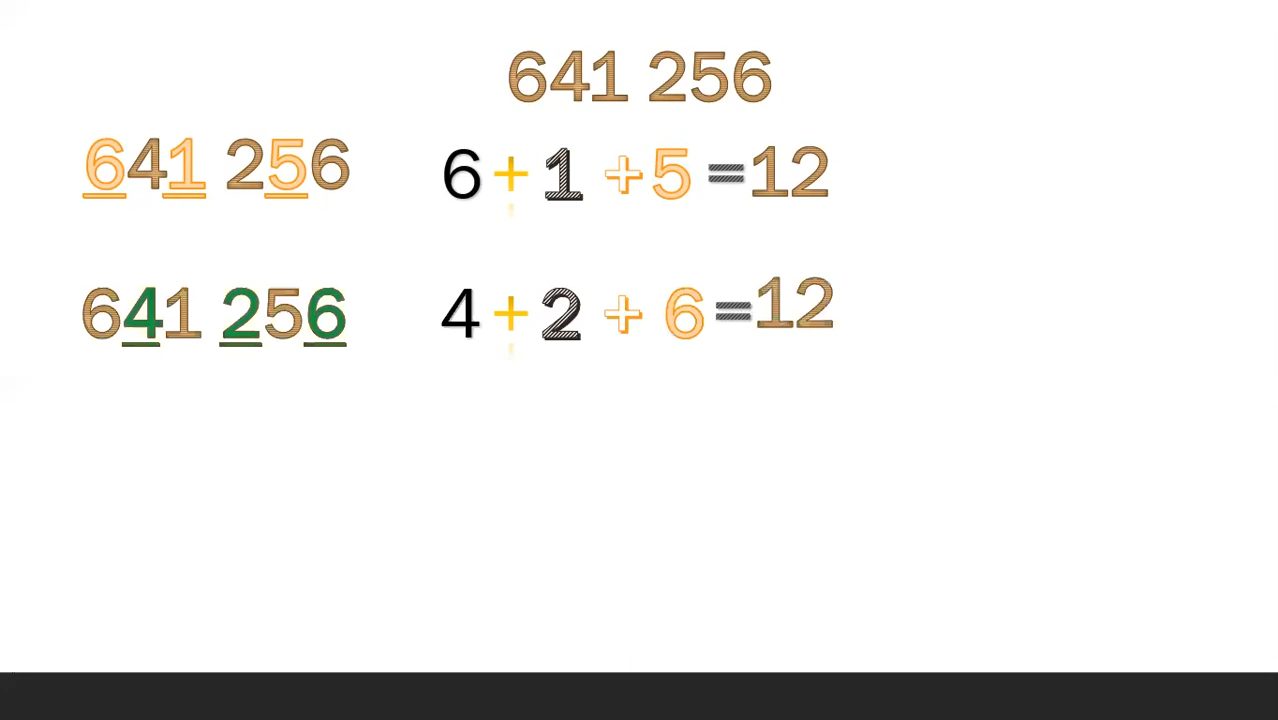 641 256
641 256 6 + 1 + 5 = 12
641 256 4 + 2 + 6 = 12